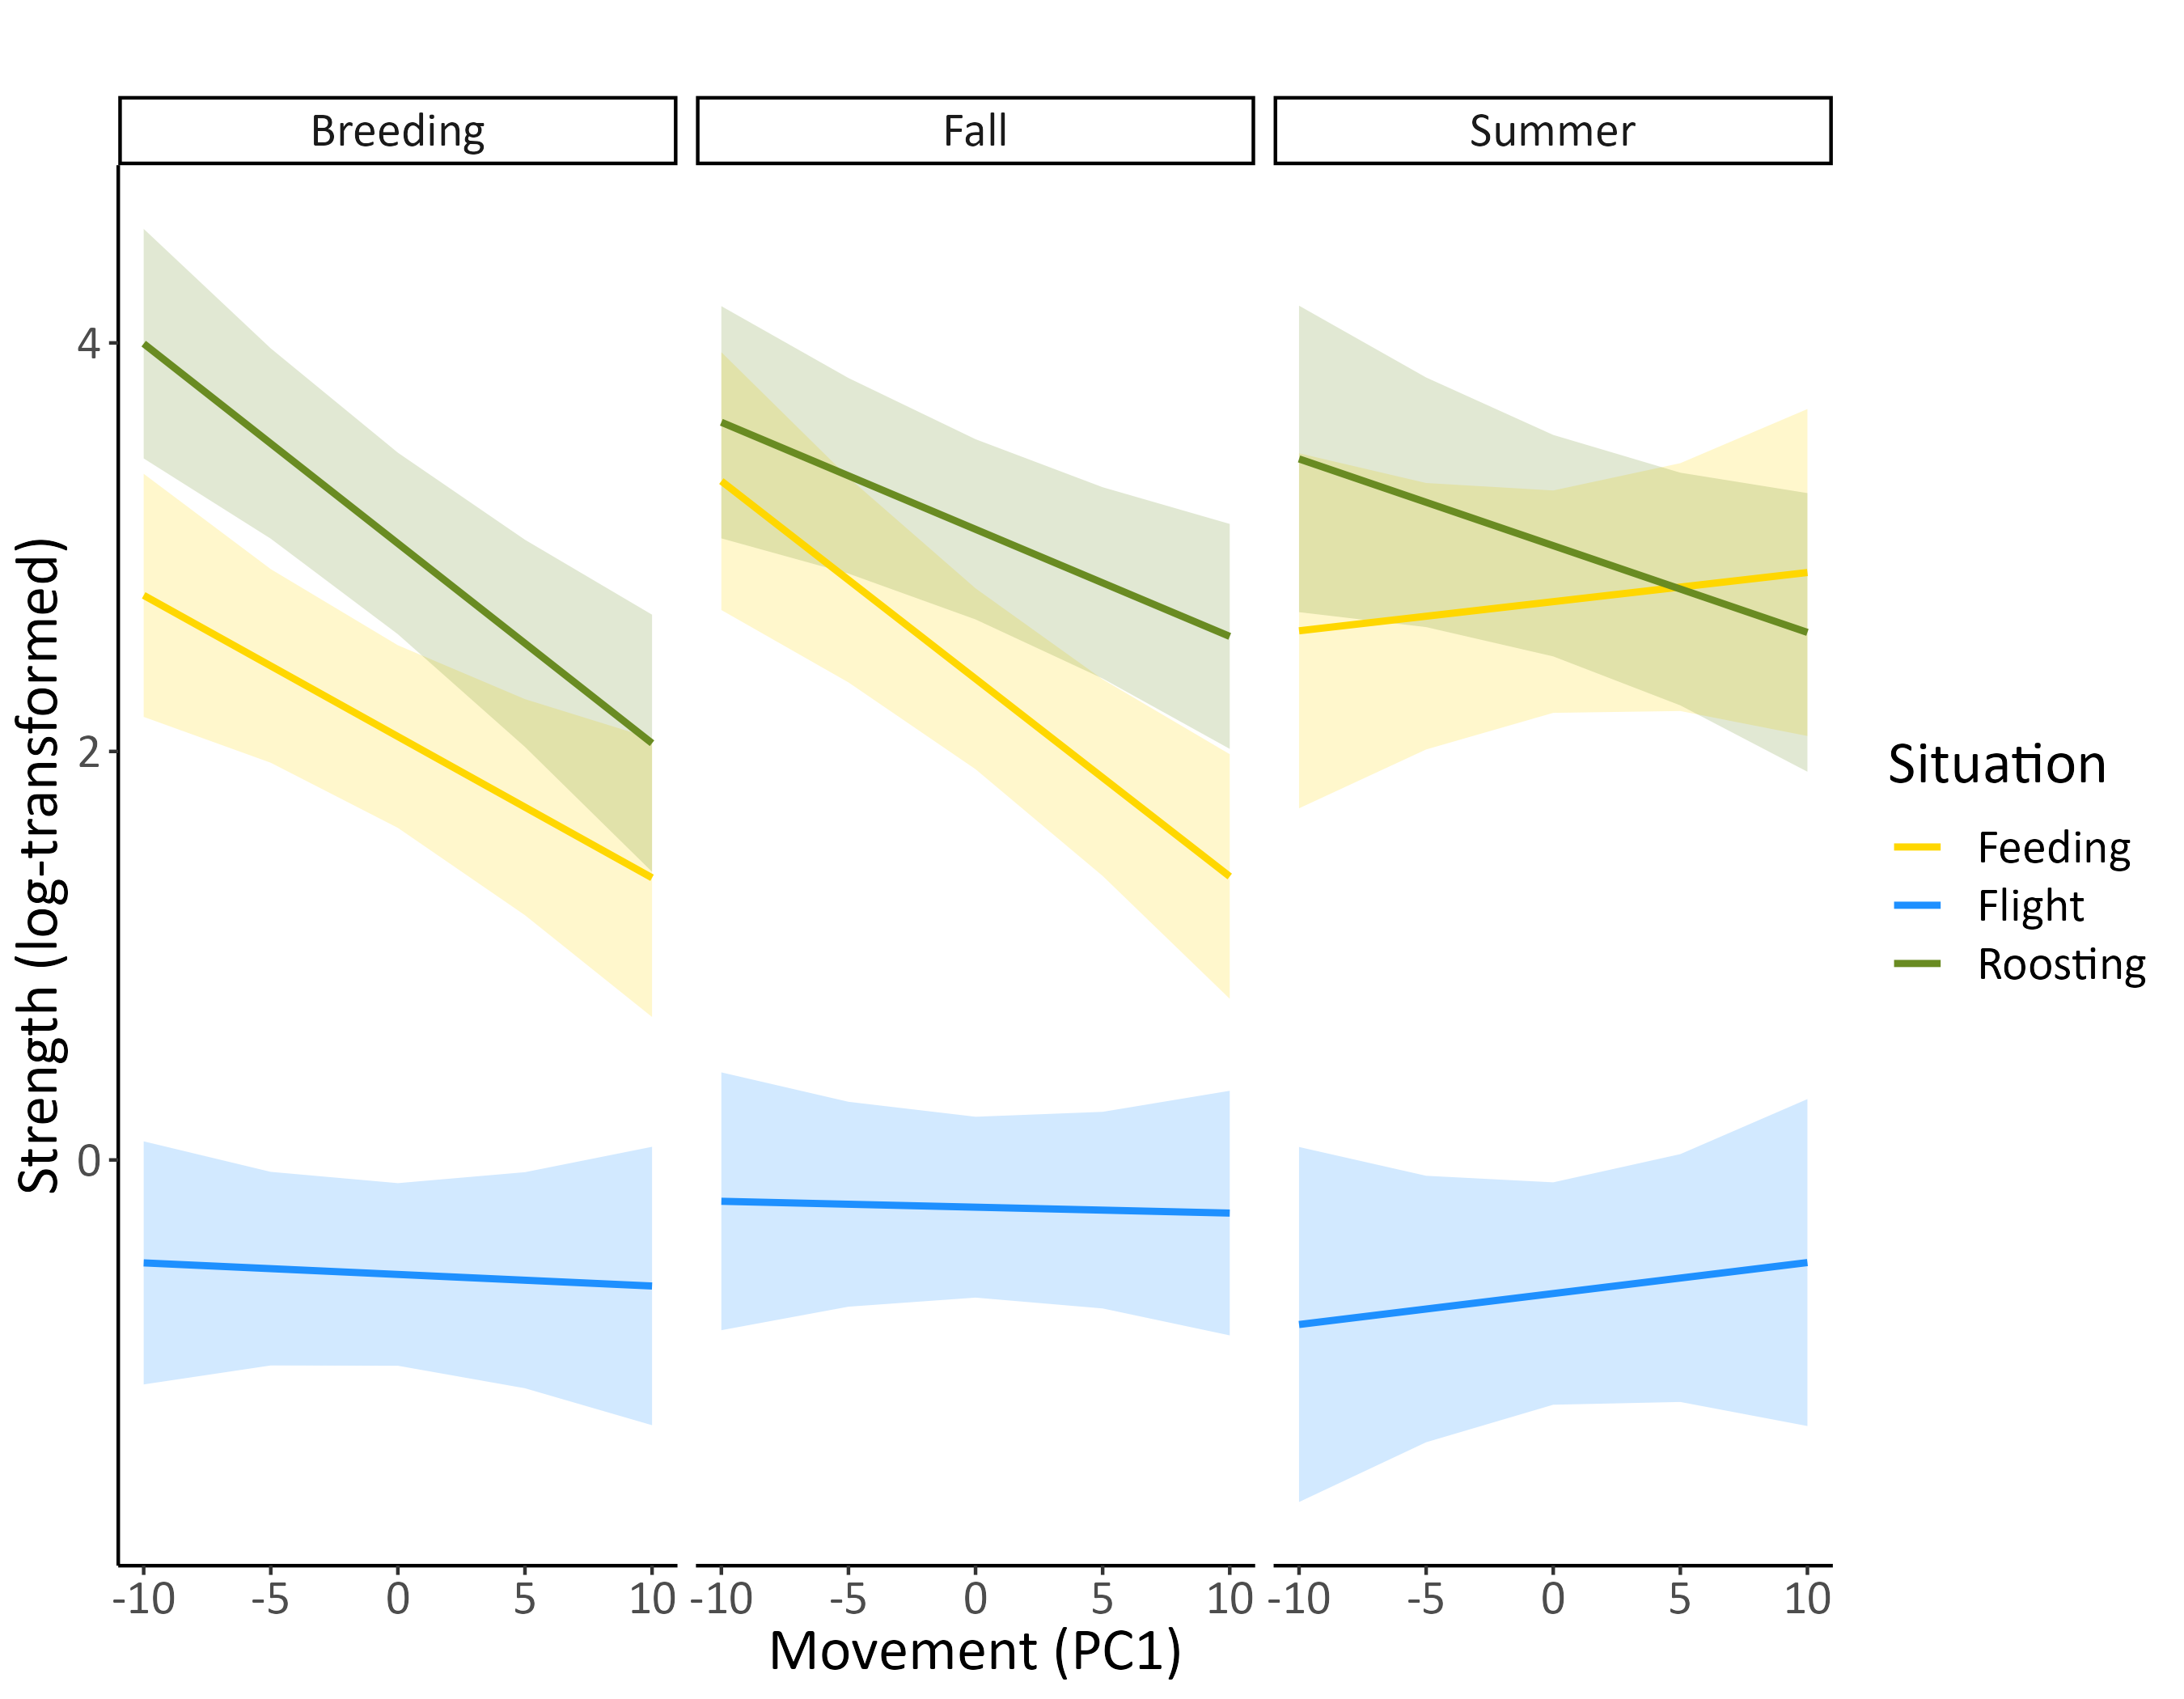 Breeding Fall Summer
4
2
0
Strength (log-transformed)
-10 -5 0 5 10 -10 -5 0 5 10 -10 -5 0 5 10
Movement (PC1)
Situation
Feeding
Flight
Roosting